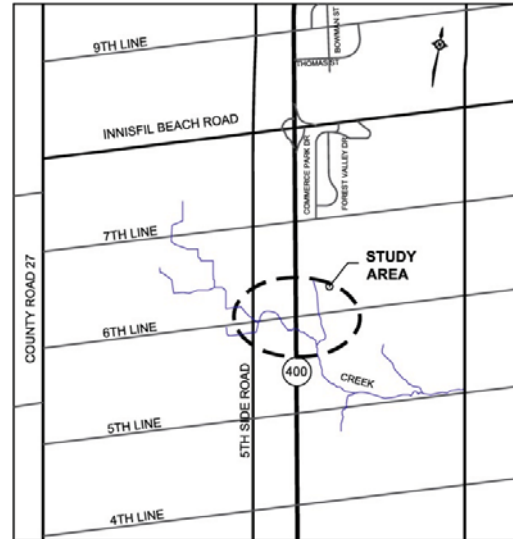 BOWMAN ST
9TH LINE
THOMAS ST
INNISFIL BEACH ROAD
COMMERCE PARK DR
FOREST VALLEY DR
7TH LINE
STUDY
AREA
COUNTY ROAD 27
6TH LINE
5TH SIDE ROAD
400
CREEK
5TH LINE
4TH LINE